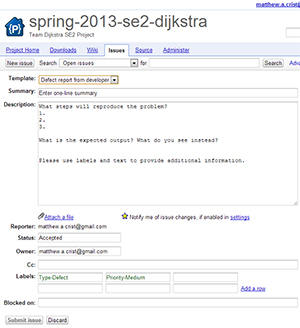 matthew.a.crist@
{P}
spring-2013-se2-dijkstra
Team Dijkstra SE2 Project
Project Home Downloads Wiki Issues Source Administer
New issue Search Open issues for Search
Template: Defect report from developer
Summary: Enter one-line summary
Description: What steps will reproduce the problem?
1.
2.
3.
What is the expected output? What do you see instead?
Please use labels and text to provide additional information.
Attach a file Notify me of issue changes, if enabled in settings
Reporter: matthew.a.crist@gmail.com
Status: Accepted
Owner: matthew.a.crist@gmail.com
Cc:
Labels: Type-Defect Priority-Medium
Add a row
Blocked on:
Submit issue Discard